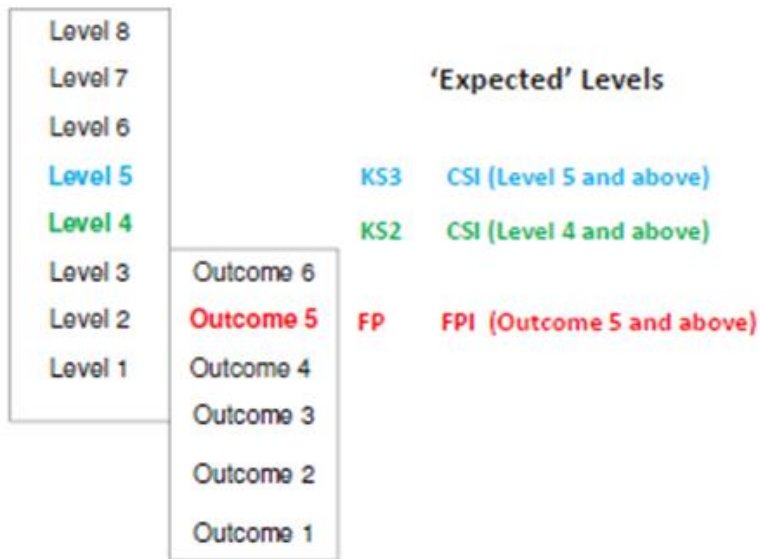 Level 8
Level 7
'Expected' Levels
Level 6
Level 5 KS3 CSI (Level 5 and above)
Level 4 KS2 CSI (Level 4 and above)
Level 3 Outcome 6
Level 2 Outcome 5 FP FPI (Outcome 5 and above)
Level 1 Outcome 4
Outcome 3
Outcome 2
Outcome 1